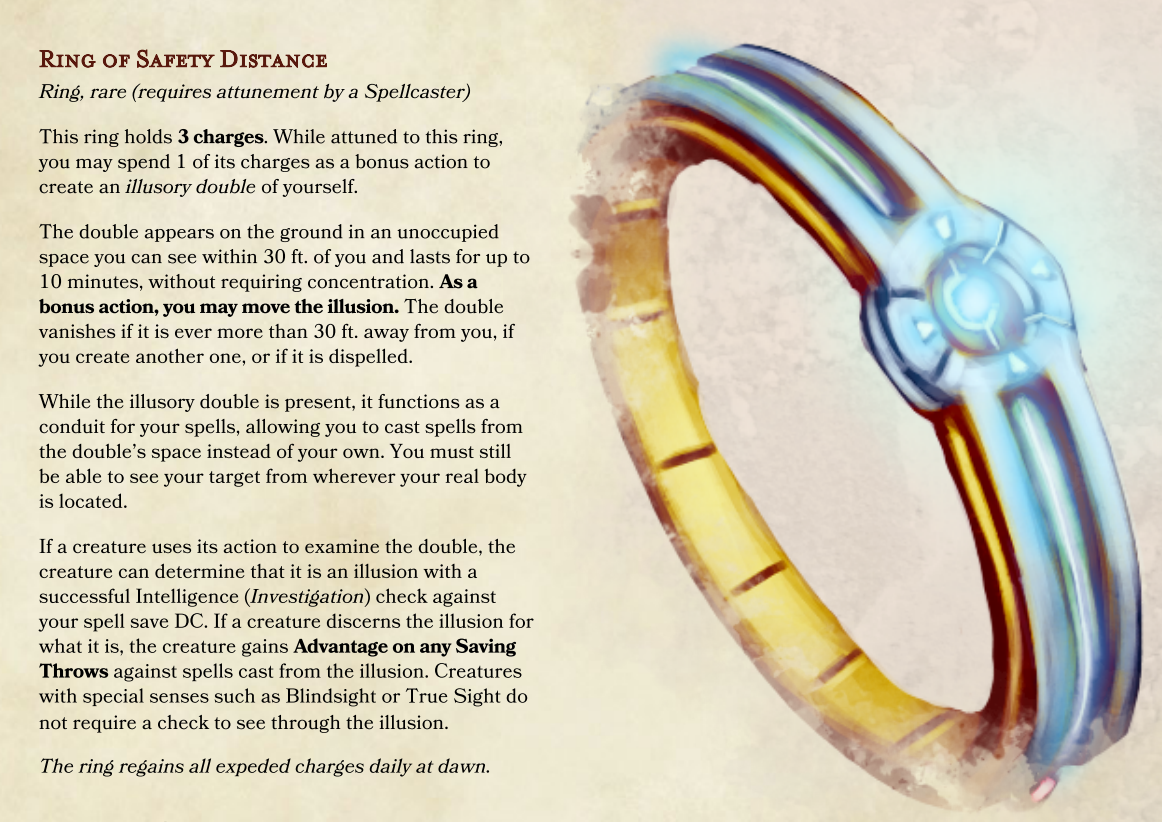 Ring of Safety Distance
Ring, rare (requires attunement by a Spellcaster)
This ring holds 3 charges. While attuned to this ring,
you may spend 1 of its charges as a bonus action to
create an illusory double of yourself.
The double appears on the ground in an unoccupied
space you can see within 30 ft. of you and lasts for up to
10 minutes, without requiring concentration. As a
bonus action, you may move the illusion. The double
vanishes if it is ever more than 30 ft. away from you, if
you create another one, or if it is dispelled.
While the illusory double is present, it functions as a
conduit for your spells, allowing you to cast spells from
the double's space instead of your own. You must still
be able to see your target from wherever your real body
is located.
If a creature uses its action to examine the double, the
creature can determine that it is an illusion with a
successful Intelligence (Investigation) check against
your spell save DC. If a creature discerns the illusion for
what it is, the creature gains Advantage on any Saving
Throws against spells cast from the illusion. Creatures
with special senses such as Blindsight or True Sight do
not require a check to see through the illusion.
The ring regains all expeded charges daily at dawn.